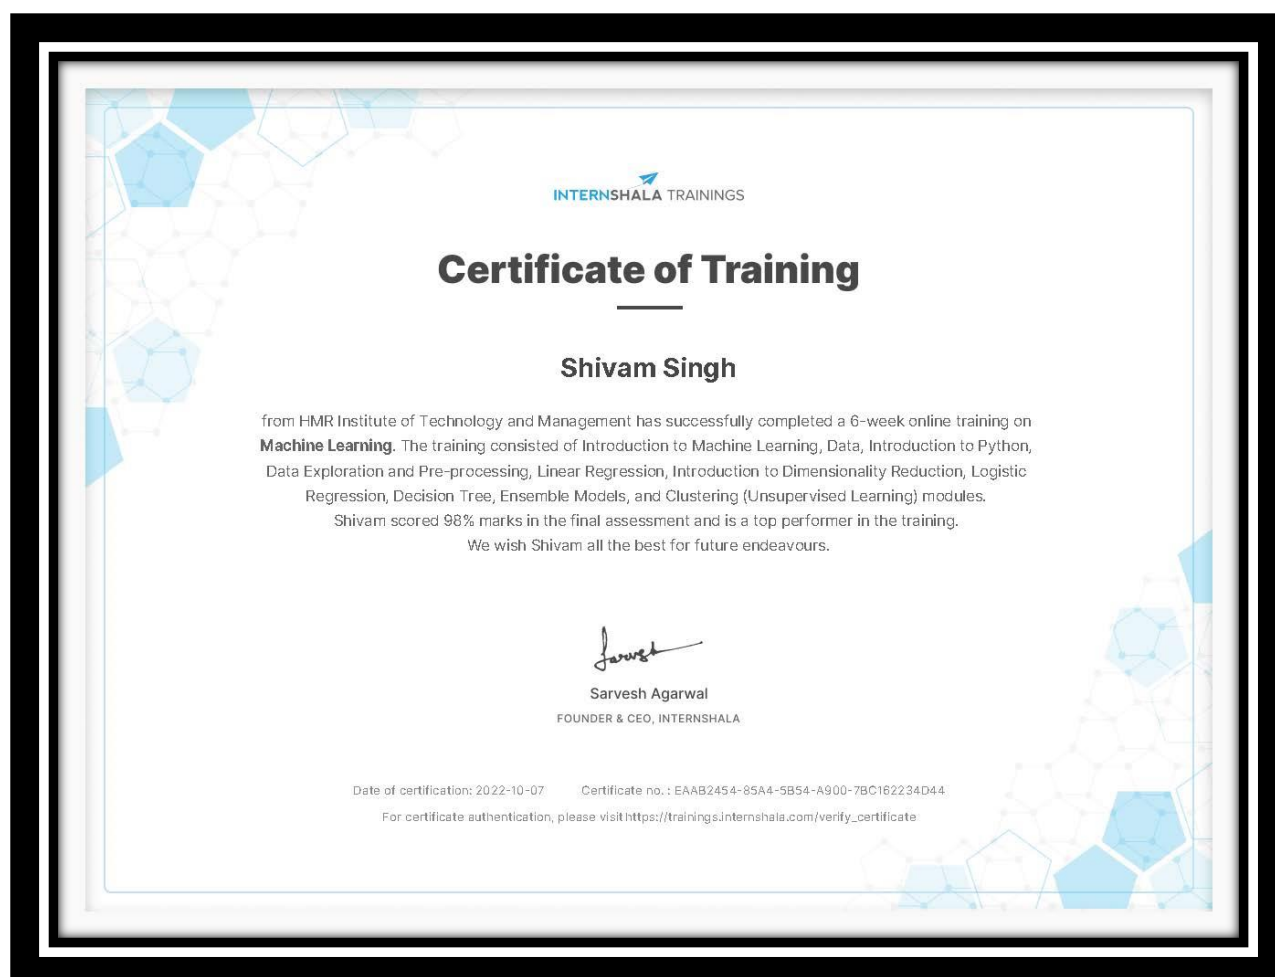 INTERNSHALA TRAININGS
Certificate of Training
Shivam Singh
from HMR Institute of Technology and Management has successfully completed a 6-week online training on
Machine Learning. The training consisted of Introduction to Machine Learning, Data, Introduction to Python,
Data Exploration and Pre-processing, Linear Regression, Introduction to Dimensionality Reduction, Logistic
Regression, Decision Tree, Ensemble Models, and Clustering (Unsupervised Learning) modules.
Shivam scored 98% marks in the final assessment and is a top performer in the training.
We wish Shivam all the best for future endeavours.
Sarvesh
Sarvesh Agarwal
FOUNDER & CEO, INTERNSHALA
Date of certification: 2022-10-07 Certificate no. : EAAB2454-85A4-5B54-A900-7BC162234D44
For certificate authentication, please visit https://trainings.internshala.com/verify_certificate